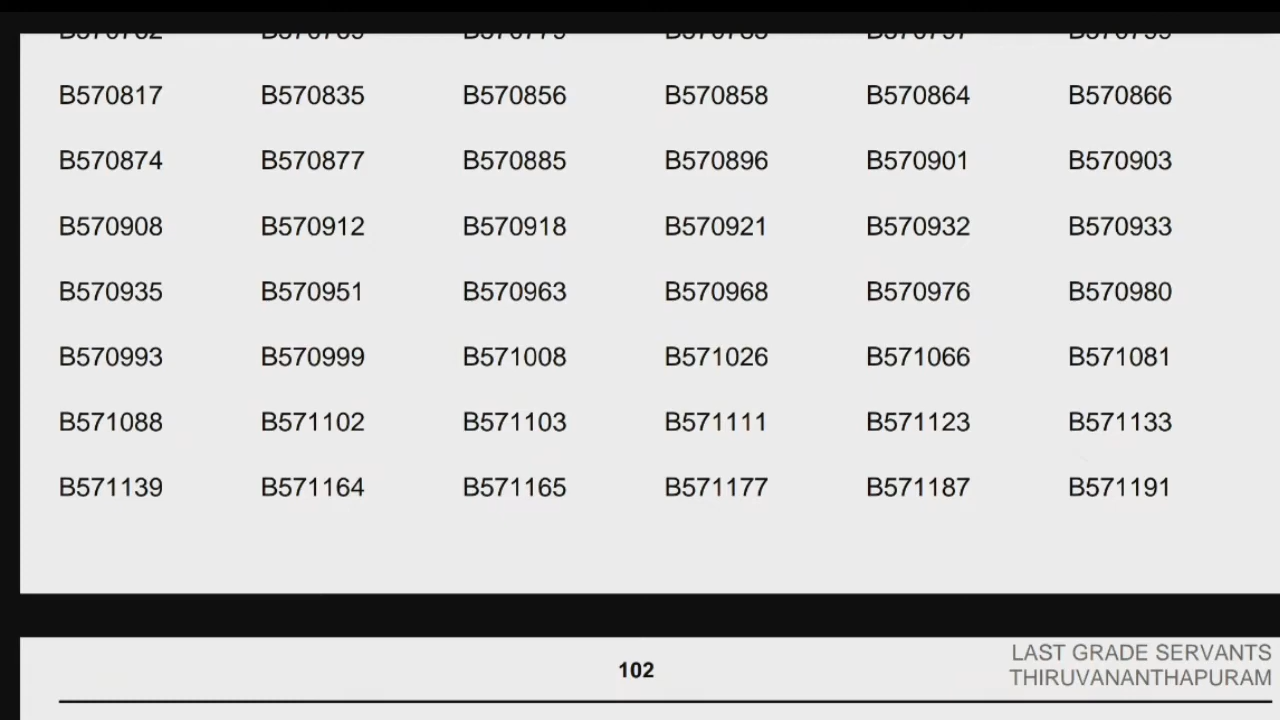 B570817 B570835 B570856 B570858 B570864 B570866
B570874 B570877 B570885 B570896 B570901 B570903
B570908 B570912 B570918 B570921 B570932 B570933
B570935 B570951 B570963 B570968 B570976 B570980
B570993 B570999 B571008 B571026 B571066 B571081
B571088 B571102 B571103 B571111 B571123 B571133
B571139 B571164 B571165 B571177 B571187 B571191
102
LAST GRADE SERVANTS
THIRUVANANTHAPURAM